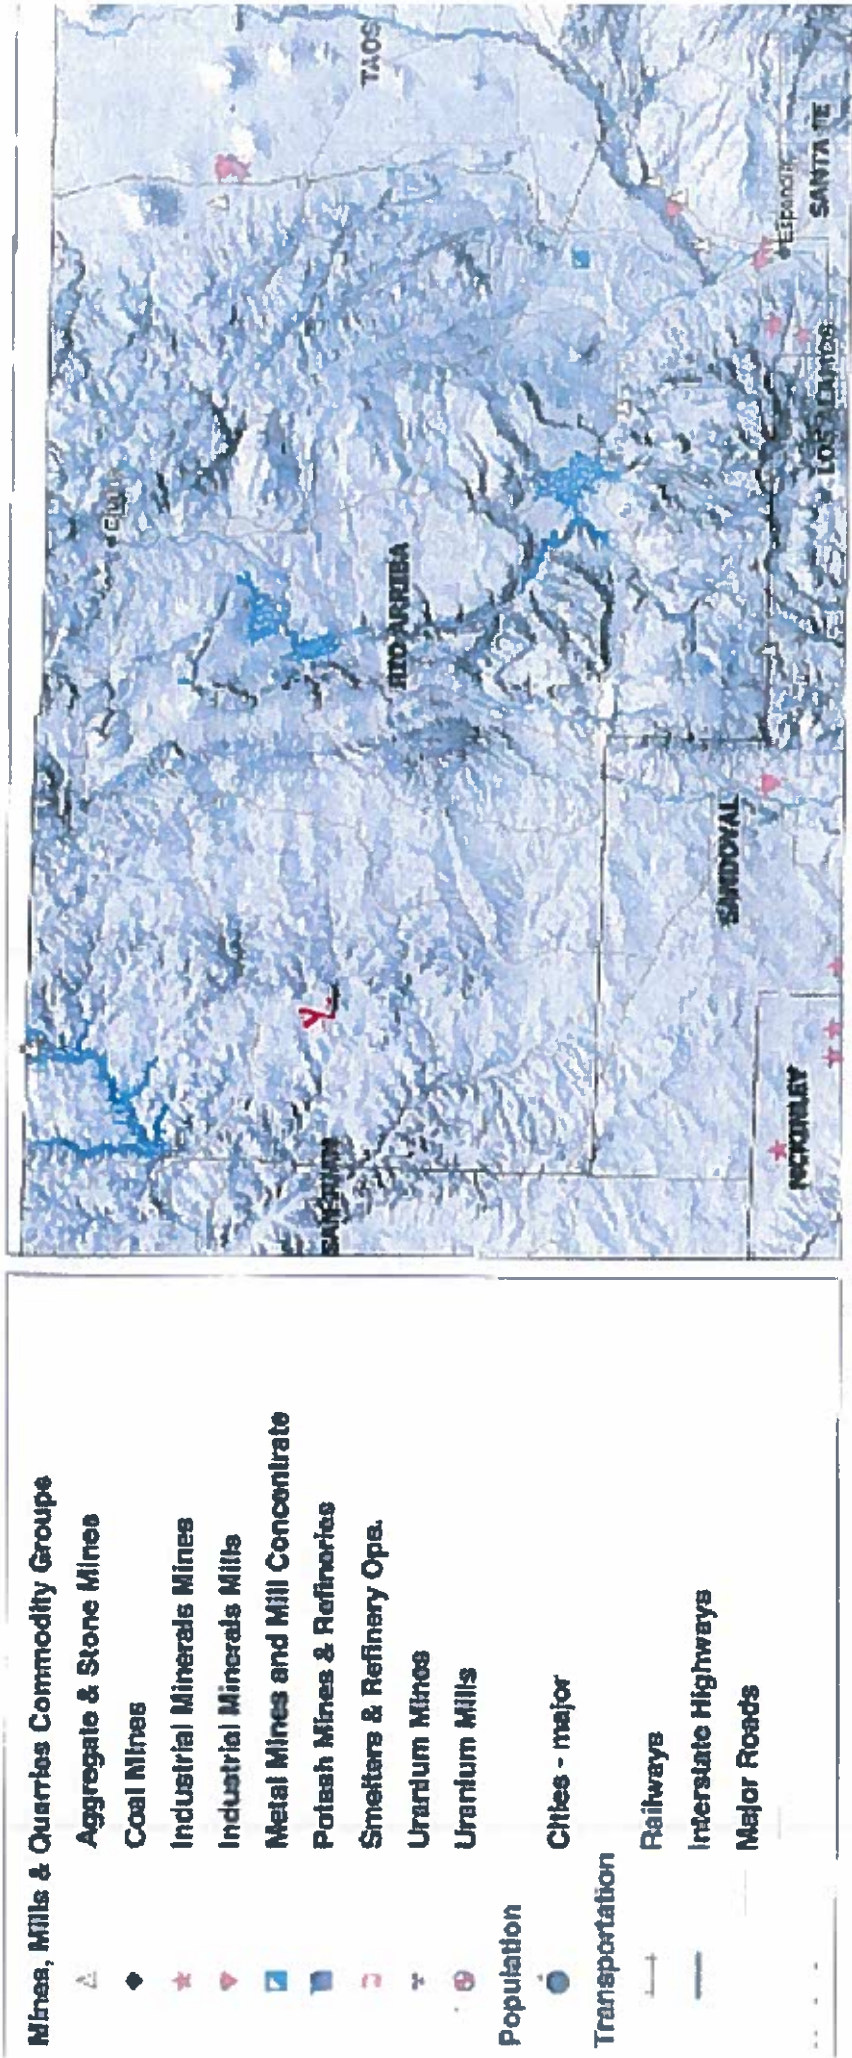 Mines, Mills & Quarries Commodity Groups
Aggregate & Stone Mines
Coal Mines
Industrial Minerals Mines
Industrial Minerals Mills
Metal Mines and Mill Concentrate
Potash Mines & Refineries
Smelters & Refinery Ops.
Uranium Mines
Uranium Mills
Population
Cities - major
Transportation
Railways
Interstate Highways
Major Roads
TAOS
RIO ARRIBA
SAN JUAN
SANDOVAL
MCKINLEY
LOS ALAMOS
Espanola
SANTA FE